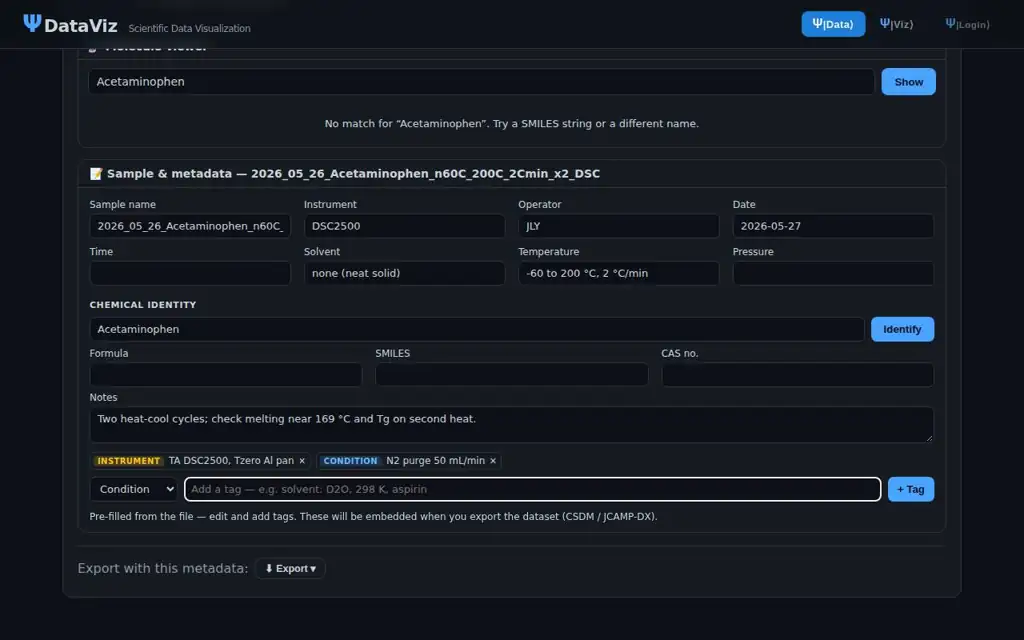 ΨDataViz Scientific Data Visualization Ψ|Data⟩ Ψ|Viz⟩ Ψ|Login⟩
Molecule Viewer
Acetaminophen Show
No match for “Acetaminophen”. Try a SMILES string or a different name.
Sample & metadata — 2026_05_26_Acetaminophen_n60C_200C_2Cmin_x2_DSC
Sample name Instrument Operator Date
2026_05_26_Acetaminophen_n60C_ DSC2500 JLY 2026-05-27
Time Solvent Temperature Pressure
none (neat solid) -60 to 200 °C, 2 °C/min
CHEMICAL IDENTITY
Acetaminophen Identify
Formula SMILES CAS no.
Notes
Two heat-cool cycles; check melting near 169 °C and Tg on second heat.
INSTRUMENT TA DSC2500, Tzero Al pan × CONDITION N2 purge 50 mL/min ×
Condition Add a tag — e.g. solvent: D2O, 298 K, aspirin + Tag
Pre-filled from the file — edit and add tags. These will be embedded when you export the dataset (CSDM / JCAMP-DX).
Export with this metadata: ⬇ Export ▾